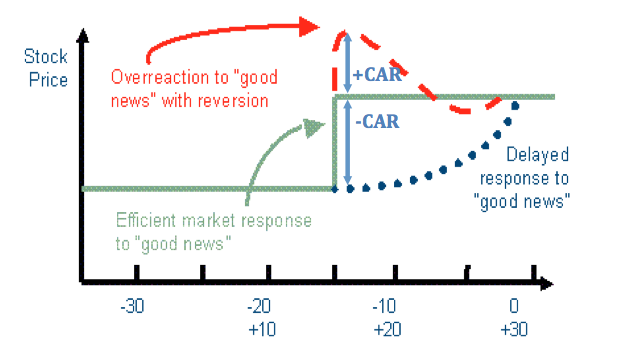 Stock
Price
Overreaction to "good
news" with reversion
+CAR
-CAR
Delayed
response to
"good news"
Efficient market response
to "good news"
-30 -20 -10 0
+10 +20 +30